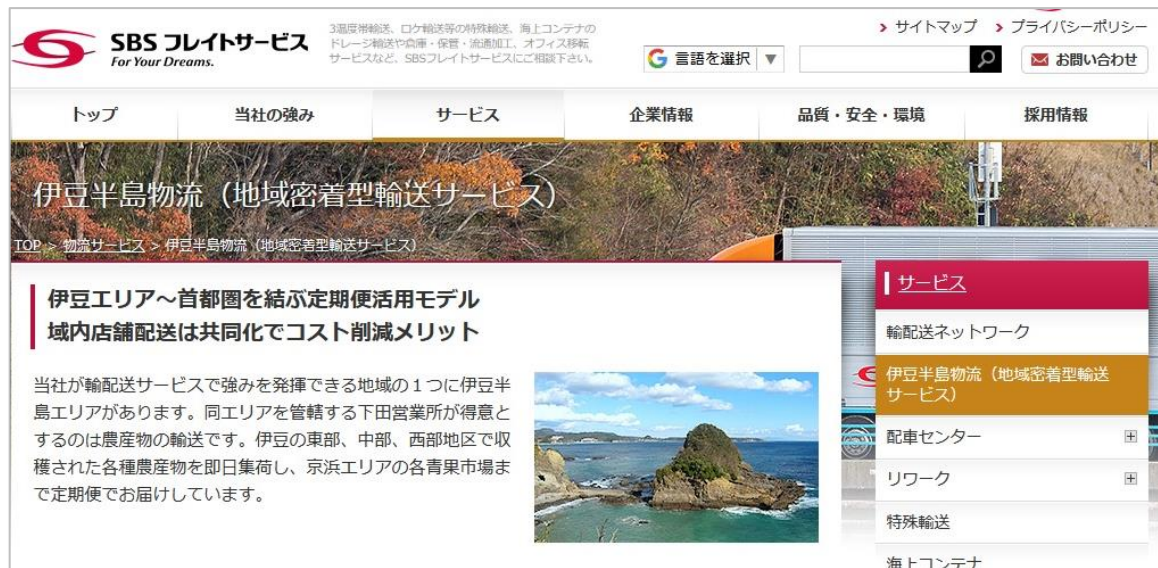 SBS フレイトサービス
For Your Dreams.
3温度帯輸送、ロケ輸送等の特殊輸送、海上コンテナの
ドレージ輸送や倉庫・保管・流通加工、オフィス移転
サービスなど、SBSフレイトサービスにご相談下さい。
サイトマップ
プライバシーポリシー
G 言語を選択 ▼
お問い合わせ
トップ
当社の強み
サービス
企業情報
品質・安全・環境
採用情報
伊豆半島物流（地域密着型輸送サービス）
TOP > 物流サービス > 伊豆半島物流（地域密着型輸送サービス）
伊豆エリア～首都圏を結ぶ定期便活用モデル
域内店舗配送は共同化でコスト削減メリット
当社が輸配送サービスで強みを発揮できる地域の１つに伊豆半
島エリアがあります。同エリアを管轄する下田営業所が得意と
するのは農産物の輸送です。伊豆の東部、中部、西部地区で収
穫された各種農産物を即日集荷し、京浜エリアの各青果市場ま
で定期便でお届けしています。
サービス
輸配送ネットワーク
伊豆半島物流（地域密着型輸送
サービス）
配車センター
リワーク
特殊輸送
海上コンテナ